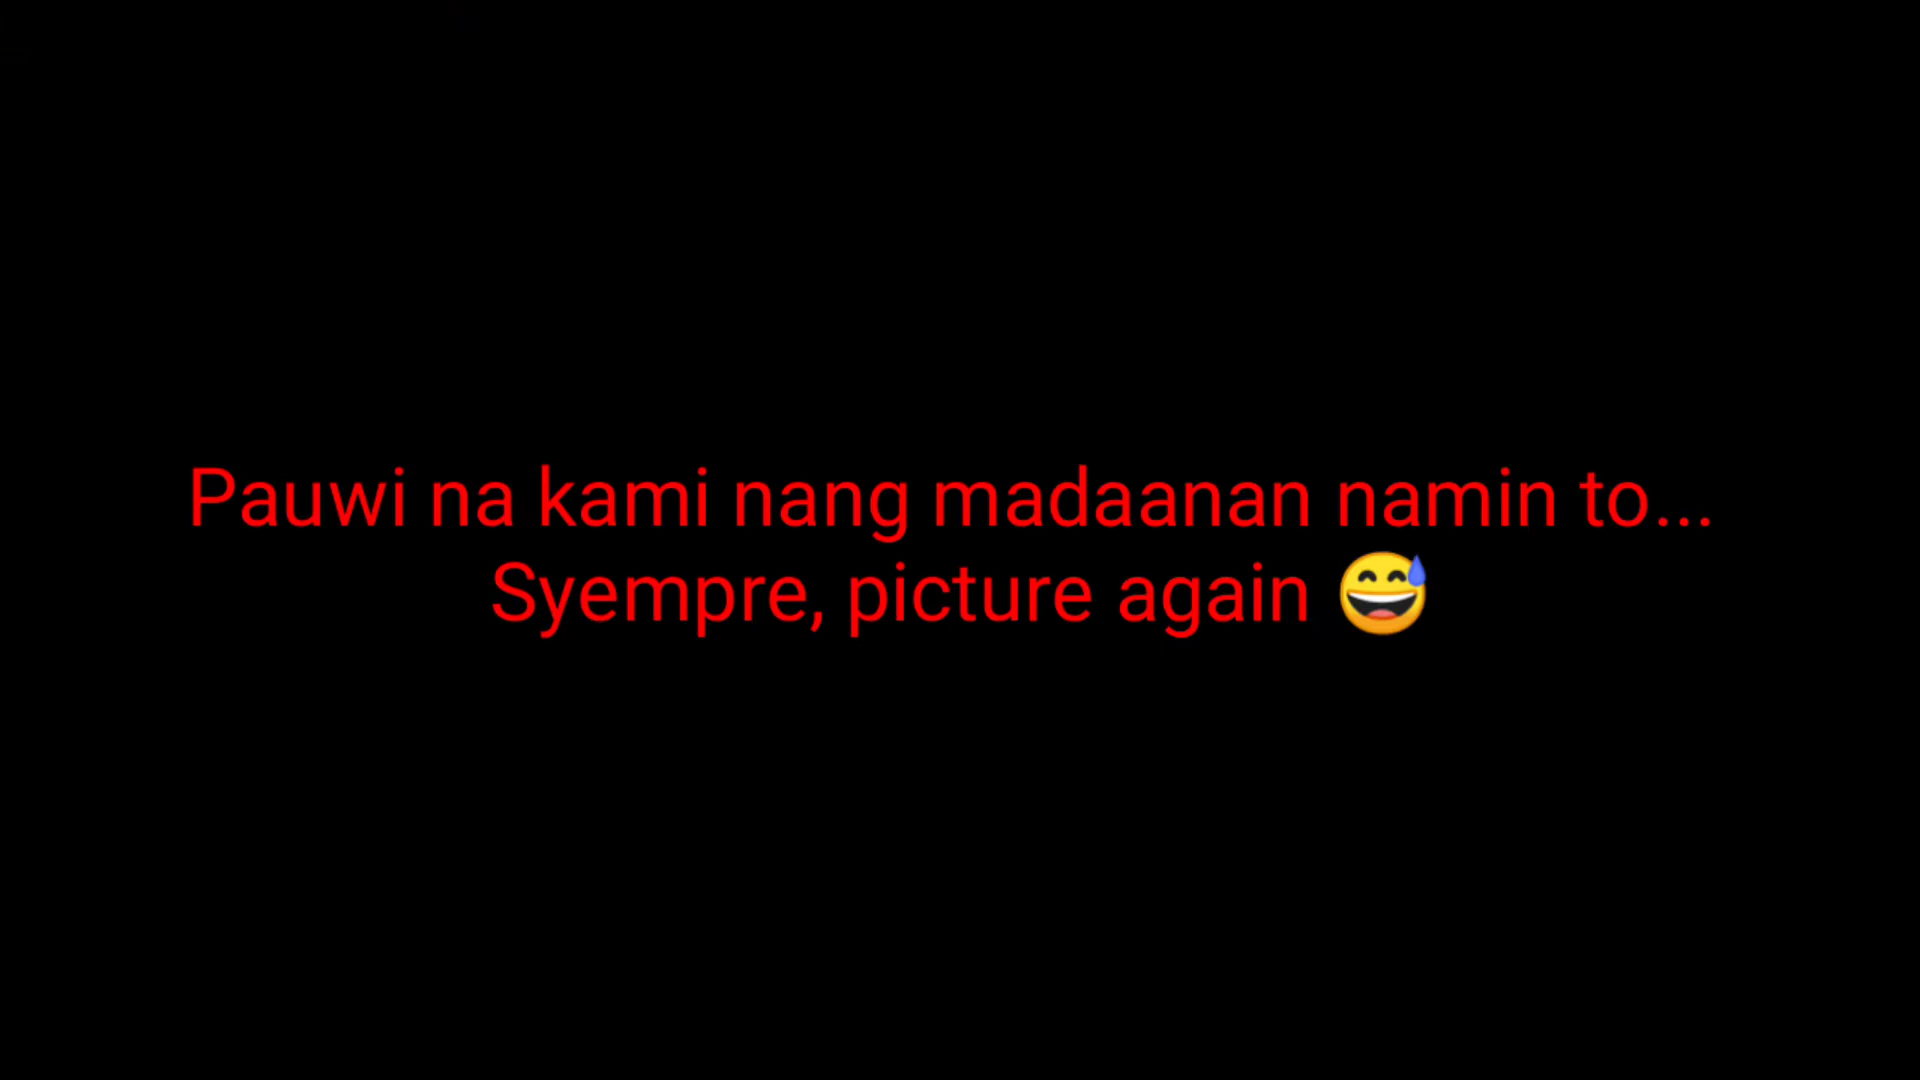 Pauwi na kami nang madaanan namin to...
Syempre, picture again 😅